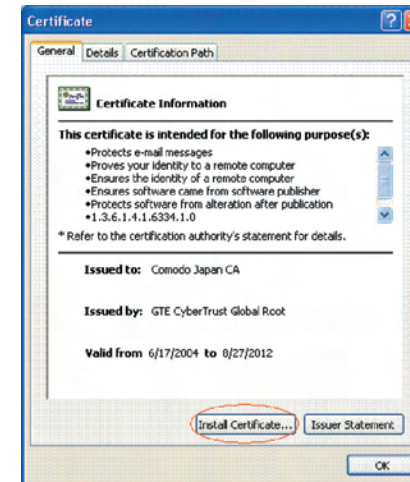 Certificate
General Details Certification Path
Certificate Information
This certificate is intended for the following purpose(s):
•Protects e-mail messages
•Proves your identity to a remote computer
•Ensures the identity of a remote computer
•Ensures software came from software publisher
•Protects software from alteration after publication
•1.3.6.1.4.1.6334.1.0
* Refer to the certification authority's statement for details.
Issued to: Comodo Japan CA
Issued by: GTE CyberTrust Global Root
Valid from 6/17/2004 to 8/27/2012
Install Certificate... Issuer Statement
OK